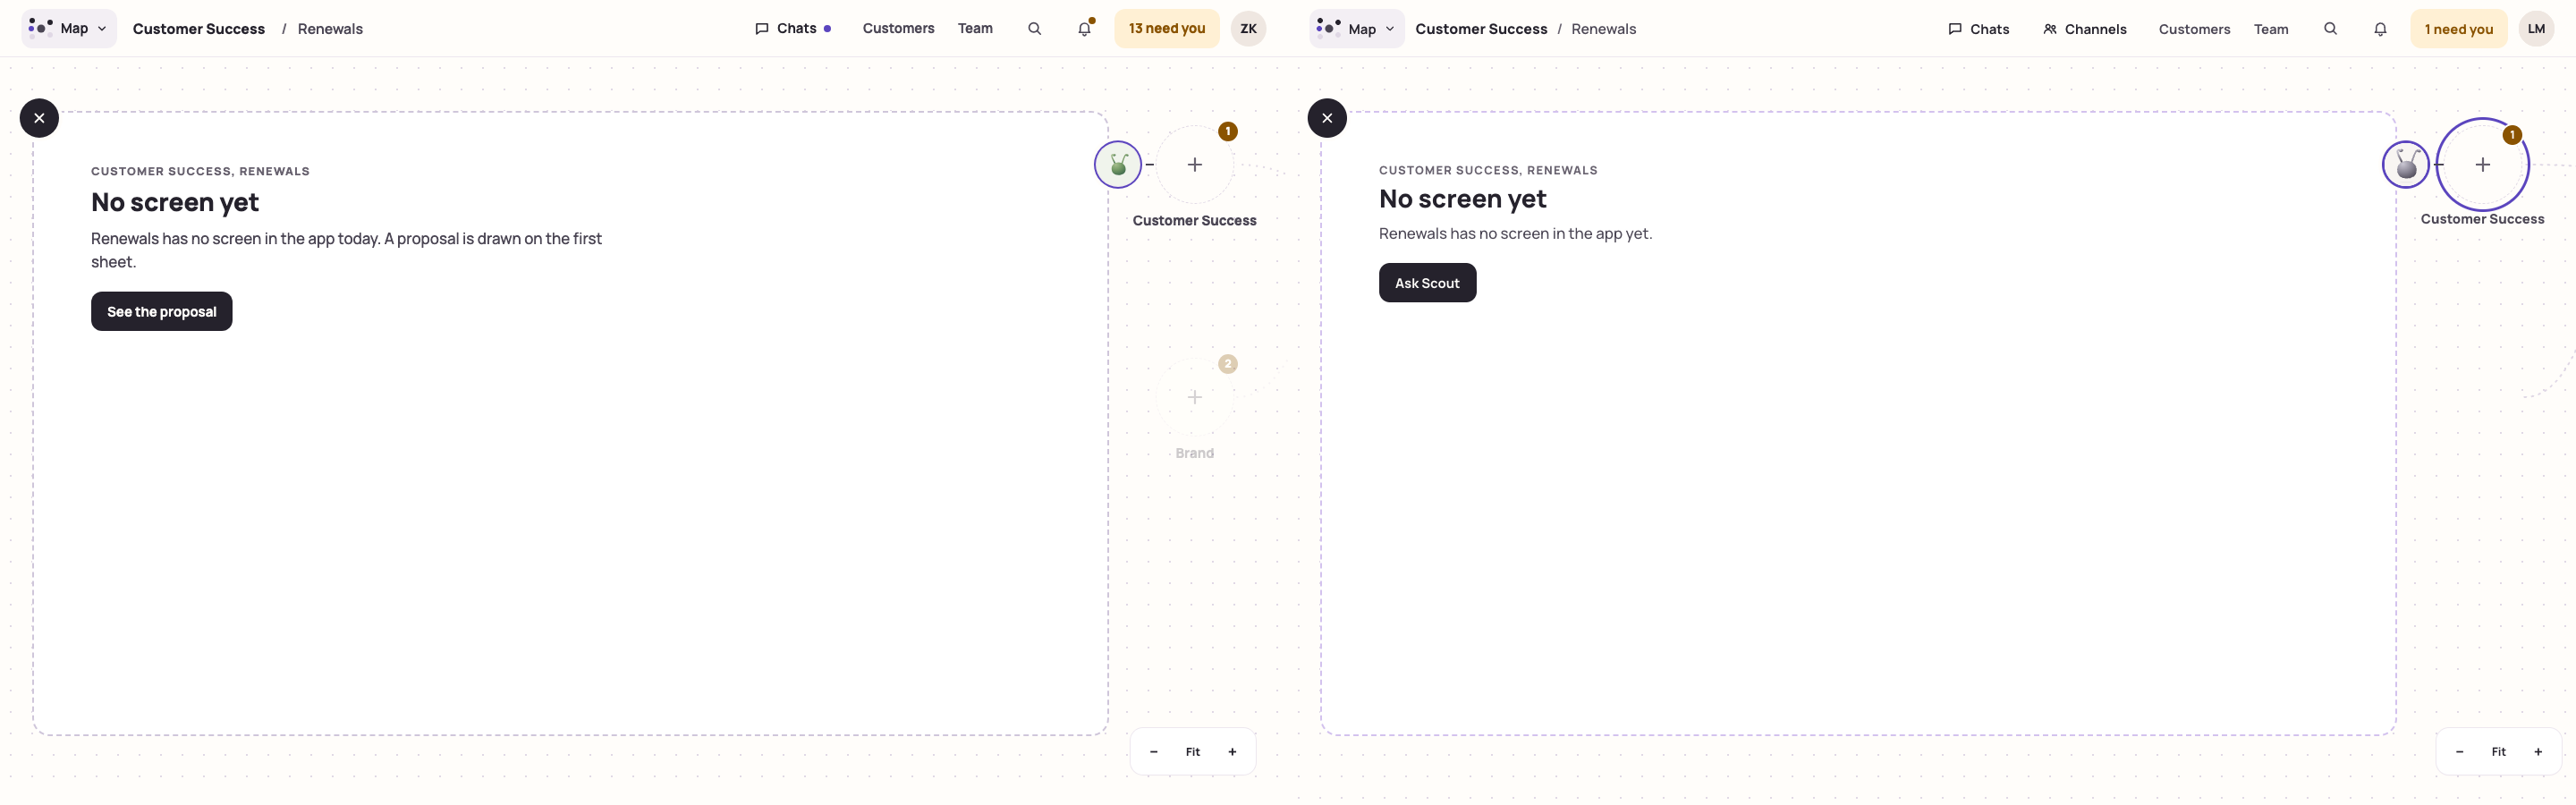 Map
Customer Success / Renewals
Chats
Customers
Team
13 need you
ZK
CUSTOMER SUCCESS, RENEWALS
No screen yet
Renewals has no screen in the app today. A proposal is drawn on the first
sheet.
See the proposal
1
Customer Success
2
Brand
Fit
Map
Customer Success / Renewals
Chats
Channels
Customers
Team
1 need you
LM
CUSTOMER SUCCESS, RENEWALS
No screen yet
Renewals has no screen in the app yet.
Ask Scout
1
Customer Success
Fit